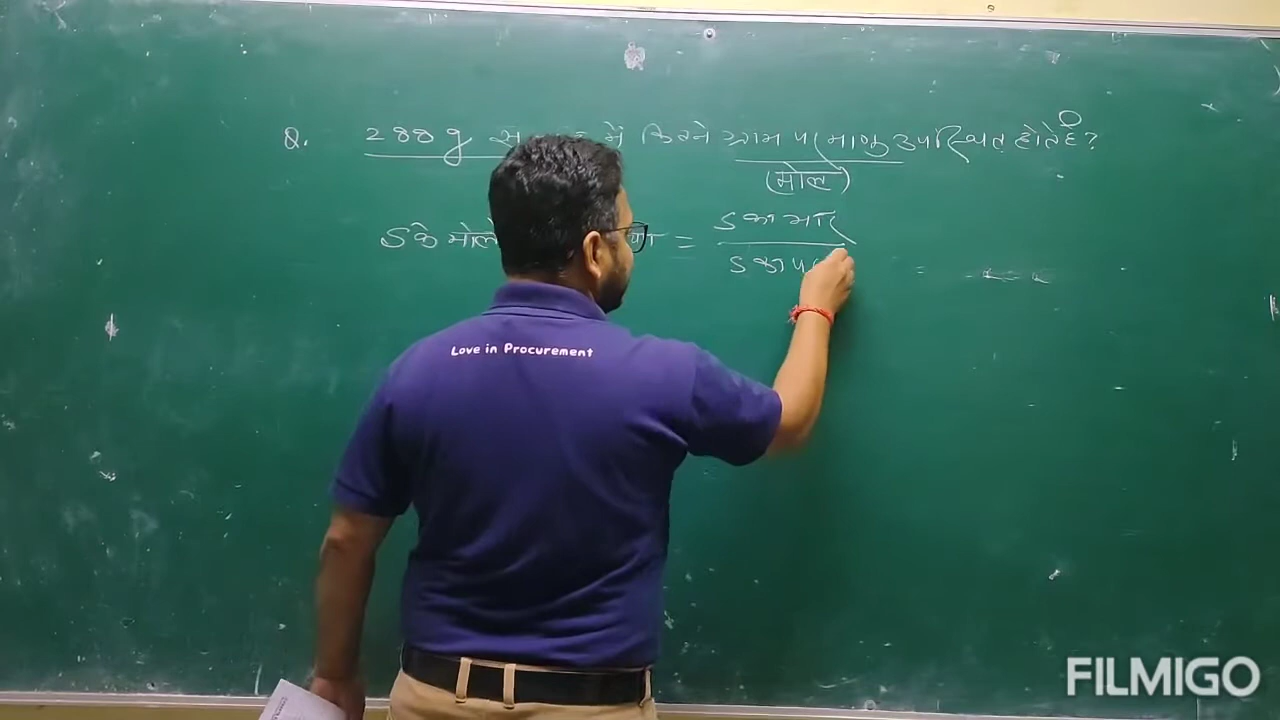 Q. 288 g में कितने ग्राम परमाणु उपस्थित होते हैं?
(मोल)
S के = S का भार
S का
Love in Procurement
FILMIGO